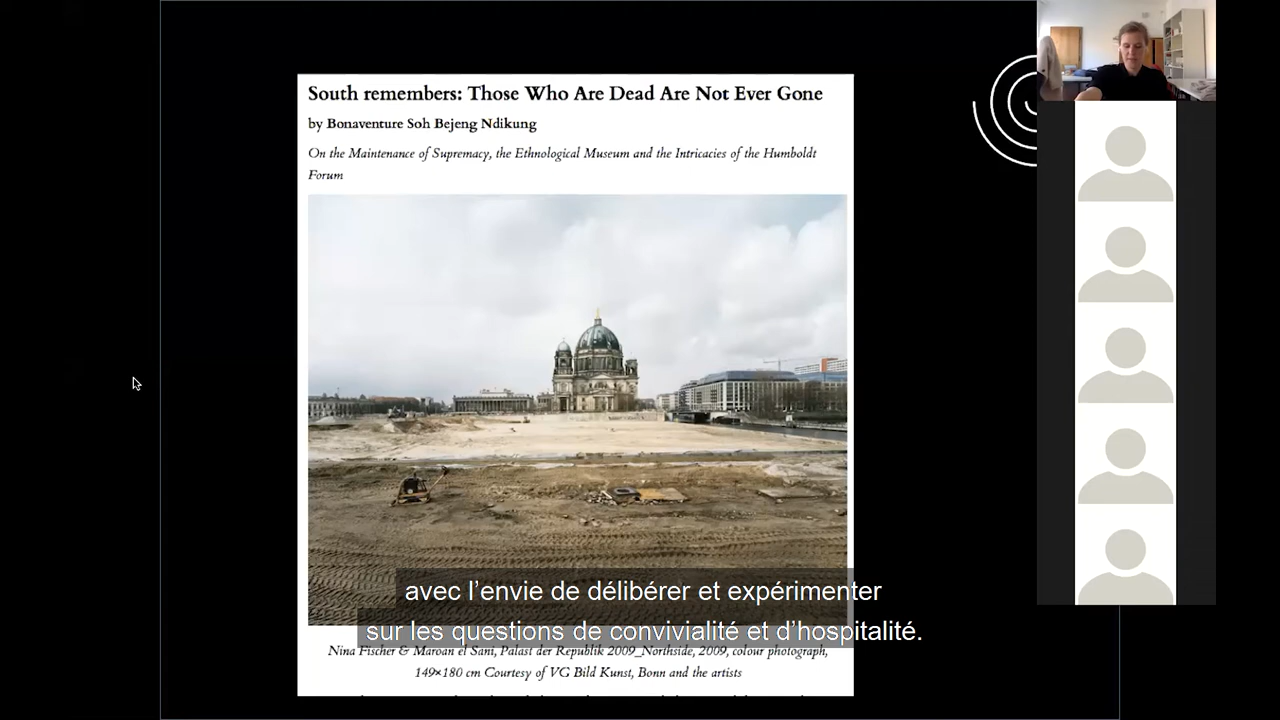 South remembers: Those Who Are Dead Are Not Ever Gone
by Bonaventure Soh Bejeng Ndikung
On the Maintenance of Supremacy, the Ethnological Museum and the Intricacies of the Humboldt
Forum
avec l’envie de délibérer et expérimenter
sur les questions de convivialité et d’hospitalité.
Nina Fischer & Maroan el Sani, Palast der Republik 2009_Northside, 2009, colour photograph,
149×180 cm Courtesy of VG Bild Kunst, Bonn and the artists